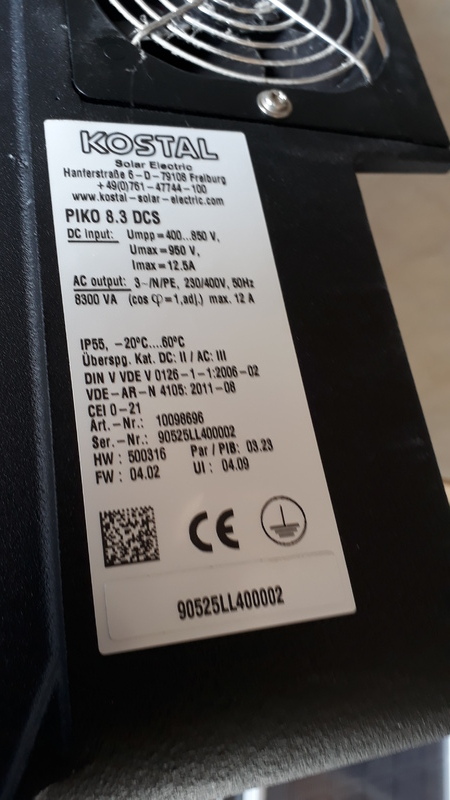 KOSTAL
Solar Electric
Hanferstraße 6-D-79108 Freiburg
+49(0)761-47744-100
www.kostal-solar-electric.com
PIKO 8.3 DCS
DC Input: Umpp=400...850 V,
Umax=950 V,
Imax=12.5A
AC output: 3~/N/PE, 230/400V, 50Hz
8300 VA (cos φ=1,adj.) max. 12 A
IP55, -20°C....60°C
Überspg. Kat. DC: II / AC: III
DIN V VDE V 0126-1-1:2006-02
VDE-AR-N 4105: 2011-08
CEI 0-21
Art.-Nr.: 10098696
Ser.-Nr.: 90525LL400002
HW : 500316 Par / PIB: 03.23
FW : 04.02 UI : 04.09
CE
90525LL400002